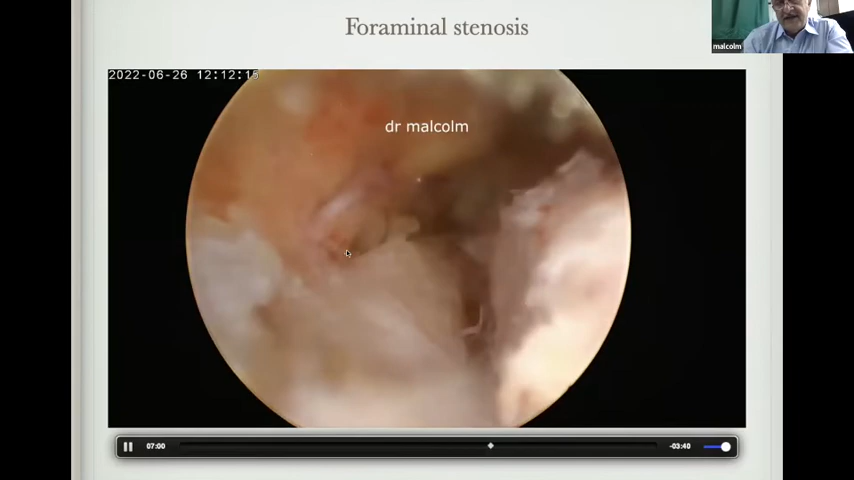 Foraminal stenosis
malcolm
2022-06-26 12:12:15
dr malcolm
07:00
-03:40